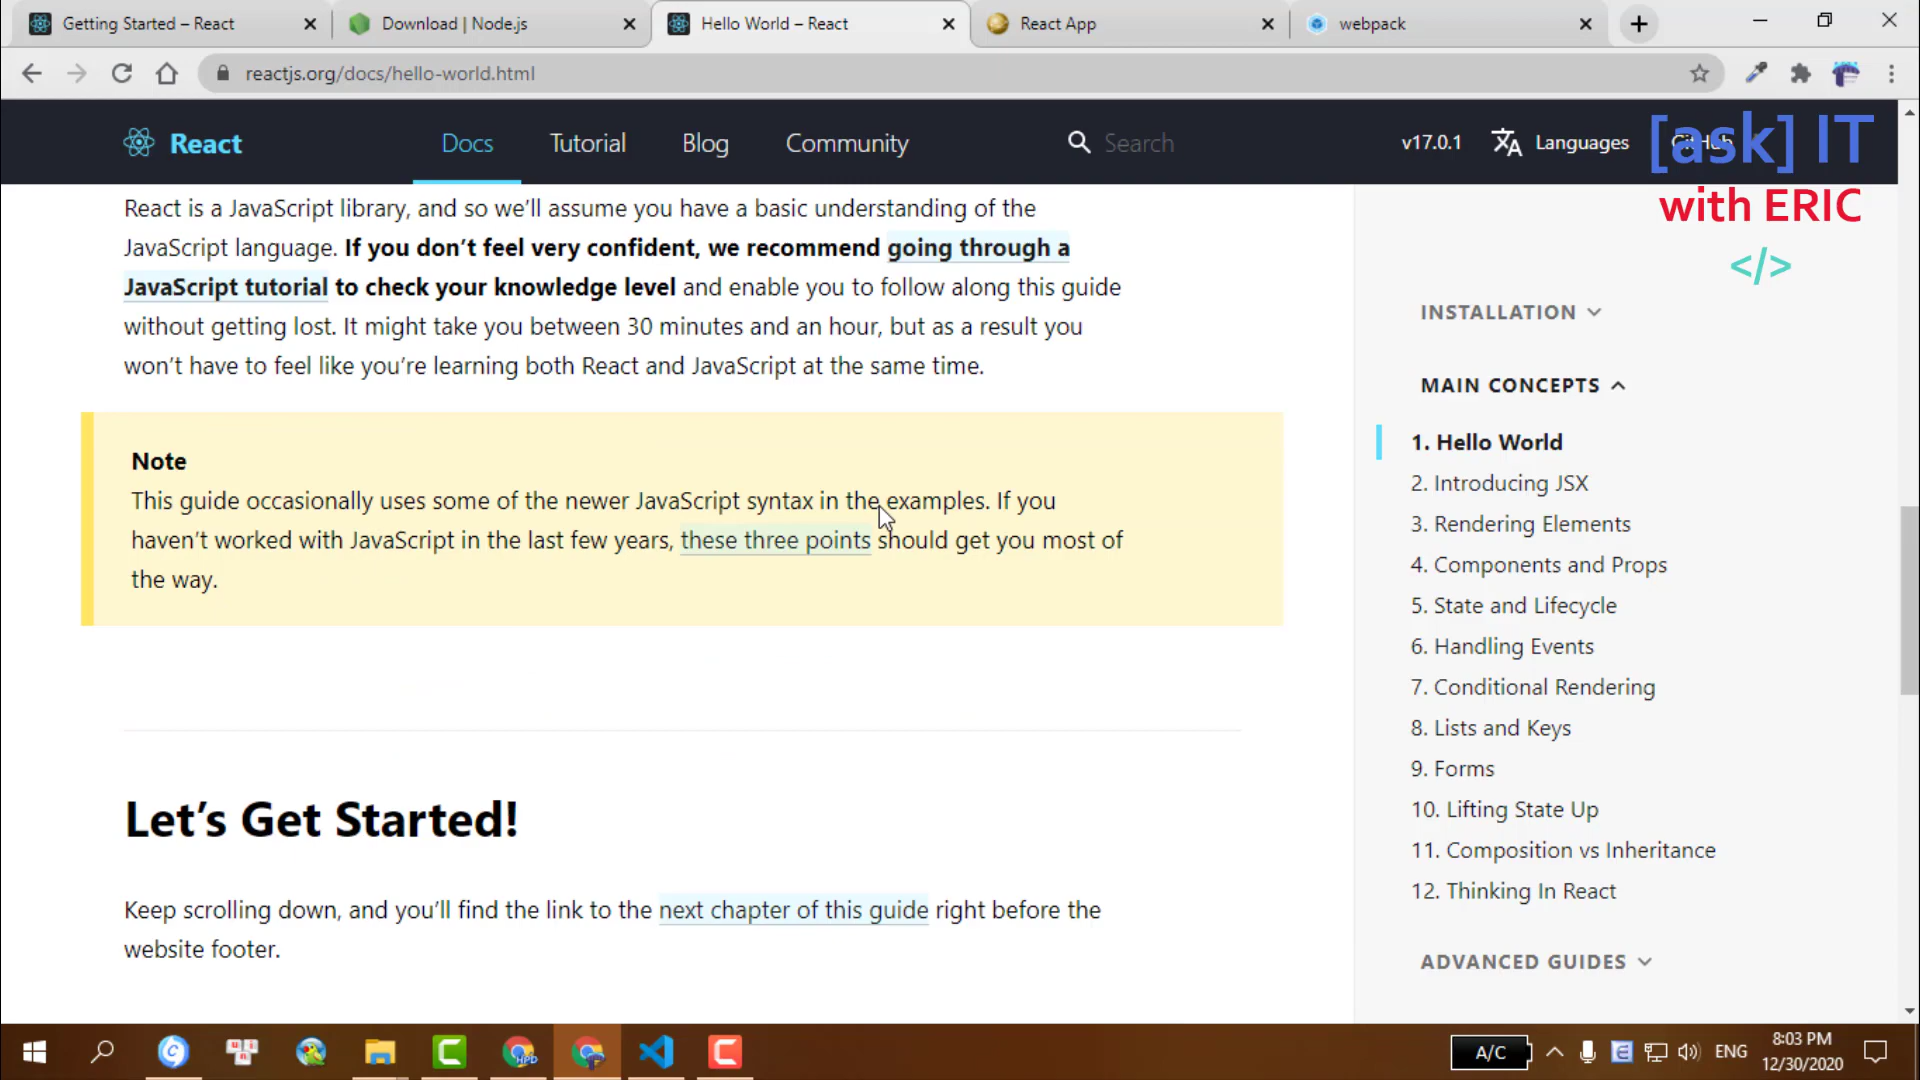 Getting Started – React
Download | Node.js
Hello World – React
React App
webpack
reactjs.org/docs/hello-world.html
React
Docs
Tutorial
Blog
Community
Search
v17.0.1
Languages
GitHub
[ask] IT
with ERIC
</>
React is a JavaScript library, and so we’ll assume you have a basic understanding of the
JavaScript language. If you don’t feel very confident, we recommend going through a
JavaScript tutorial to check your knowledge level and enable you to follow along this guide
without getting lost. It might take you between 30 minutes and an hour, but as a result you
won’t have to feel like you’re learning both React and JavaScript at the same time.
Note
This guide occasionally uses some of the newer JavaScript syntax in the examples. If you
haven’t worked with JavaScript in the last few years, these three points should get you most of
the way.
Let’s Get Started!
Keep scrolling down, and you’ll find the link to the next chapter of this guide right before the
website footer.
INSTALLATION
MAIN CONCEPTS
1. Hello World
2. Introducing JSX
3. Rendering Elements
4. Components and Props
5. State and Lifecycle
6. Handling Events
7. Conditional Rendering
8. Lists and Keys
9. Forms
10. Lifting State Up
11. Composition vs Inheritance
12. Thinking In React
ADVANCED GUIDES
A/C
ENG
8:03 PM
12/30/2020